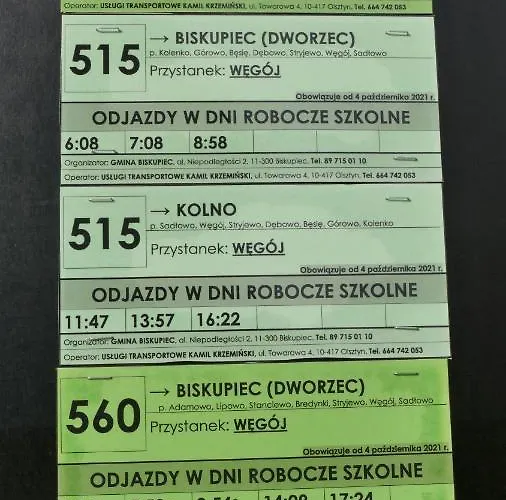 Operator: USŁUGI TRANSPORTOWE KAMIL KRZEMIŃSKI, ul. Towarowa 4, 10-417 Olsztyn, Tel. 664 742 053
515 → BISKUPIEC (DWORZEC)
p. Kolenko, Górowo, Bęsię, Dębowo, Stryjewo, Węgój, Sadłowo
Przystanek: WĘGÓJ
Obowiązuje od 4 października 2021 r.
ODJAZDY W DNI ROBOCZE SZKOLNE
6:08 7:08 8:58
Organizator: GMINA BISKUPIEC, al. Niepodległości 2, 11-300 Biskupiec, Tel. 89 715 01 10
Operator: USŁUGI TRANSPORTOWE KAMIL KRZEMIŃSKI, ul. Towarowa 4, 10-417 Olsztyn, Tel. 664 742 053
515 → KOLNO
p. Sadłowo, Węgój, Stryjewo, Dębowo, Bęsię, Górowo, Kolenko
Przystanek: WĘGÓJ
Obowiązuje od 4 października 2021 r.
ODJAZDY W DNI ROBOCZE SZKOLNE
11:47 13:57 16:22
Organizator: GMINA BISKUPIEC, al. Niepodległości 2, 11-300 Biskupiec, Tel. 89 715 01 10
Operator: USŁUGI TRANSPORTOWE KAMIL KRZEMIŃSKI, ul. Towarowa 4, 10-417 Olsztyn, Tel. 664 742 053
560 → BISKUPIEC (DWORZEC)
p. Adamowo, Lipowo, Stanclewo, Bredynki, Stryjewo, Węgój, Sadłowo
Przystanek: WĘGÓJ
Obowiązuje od 4 października 2021 r.
ODJAZDY W DNI ROBOCZE SZKOLNE
17:24